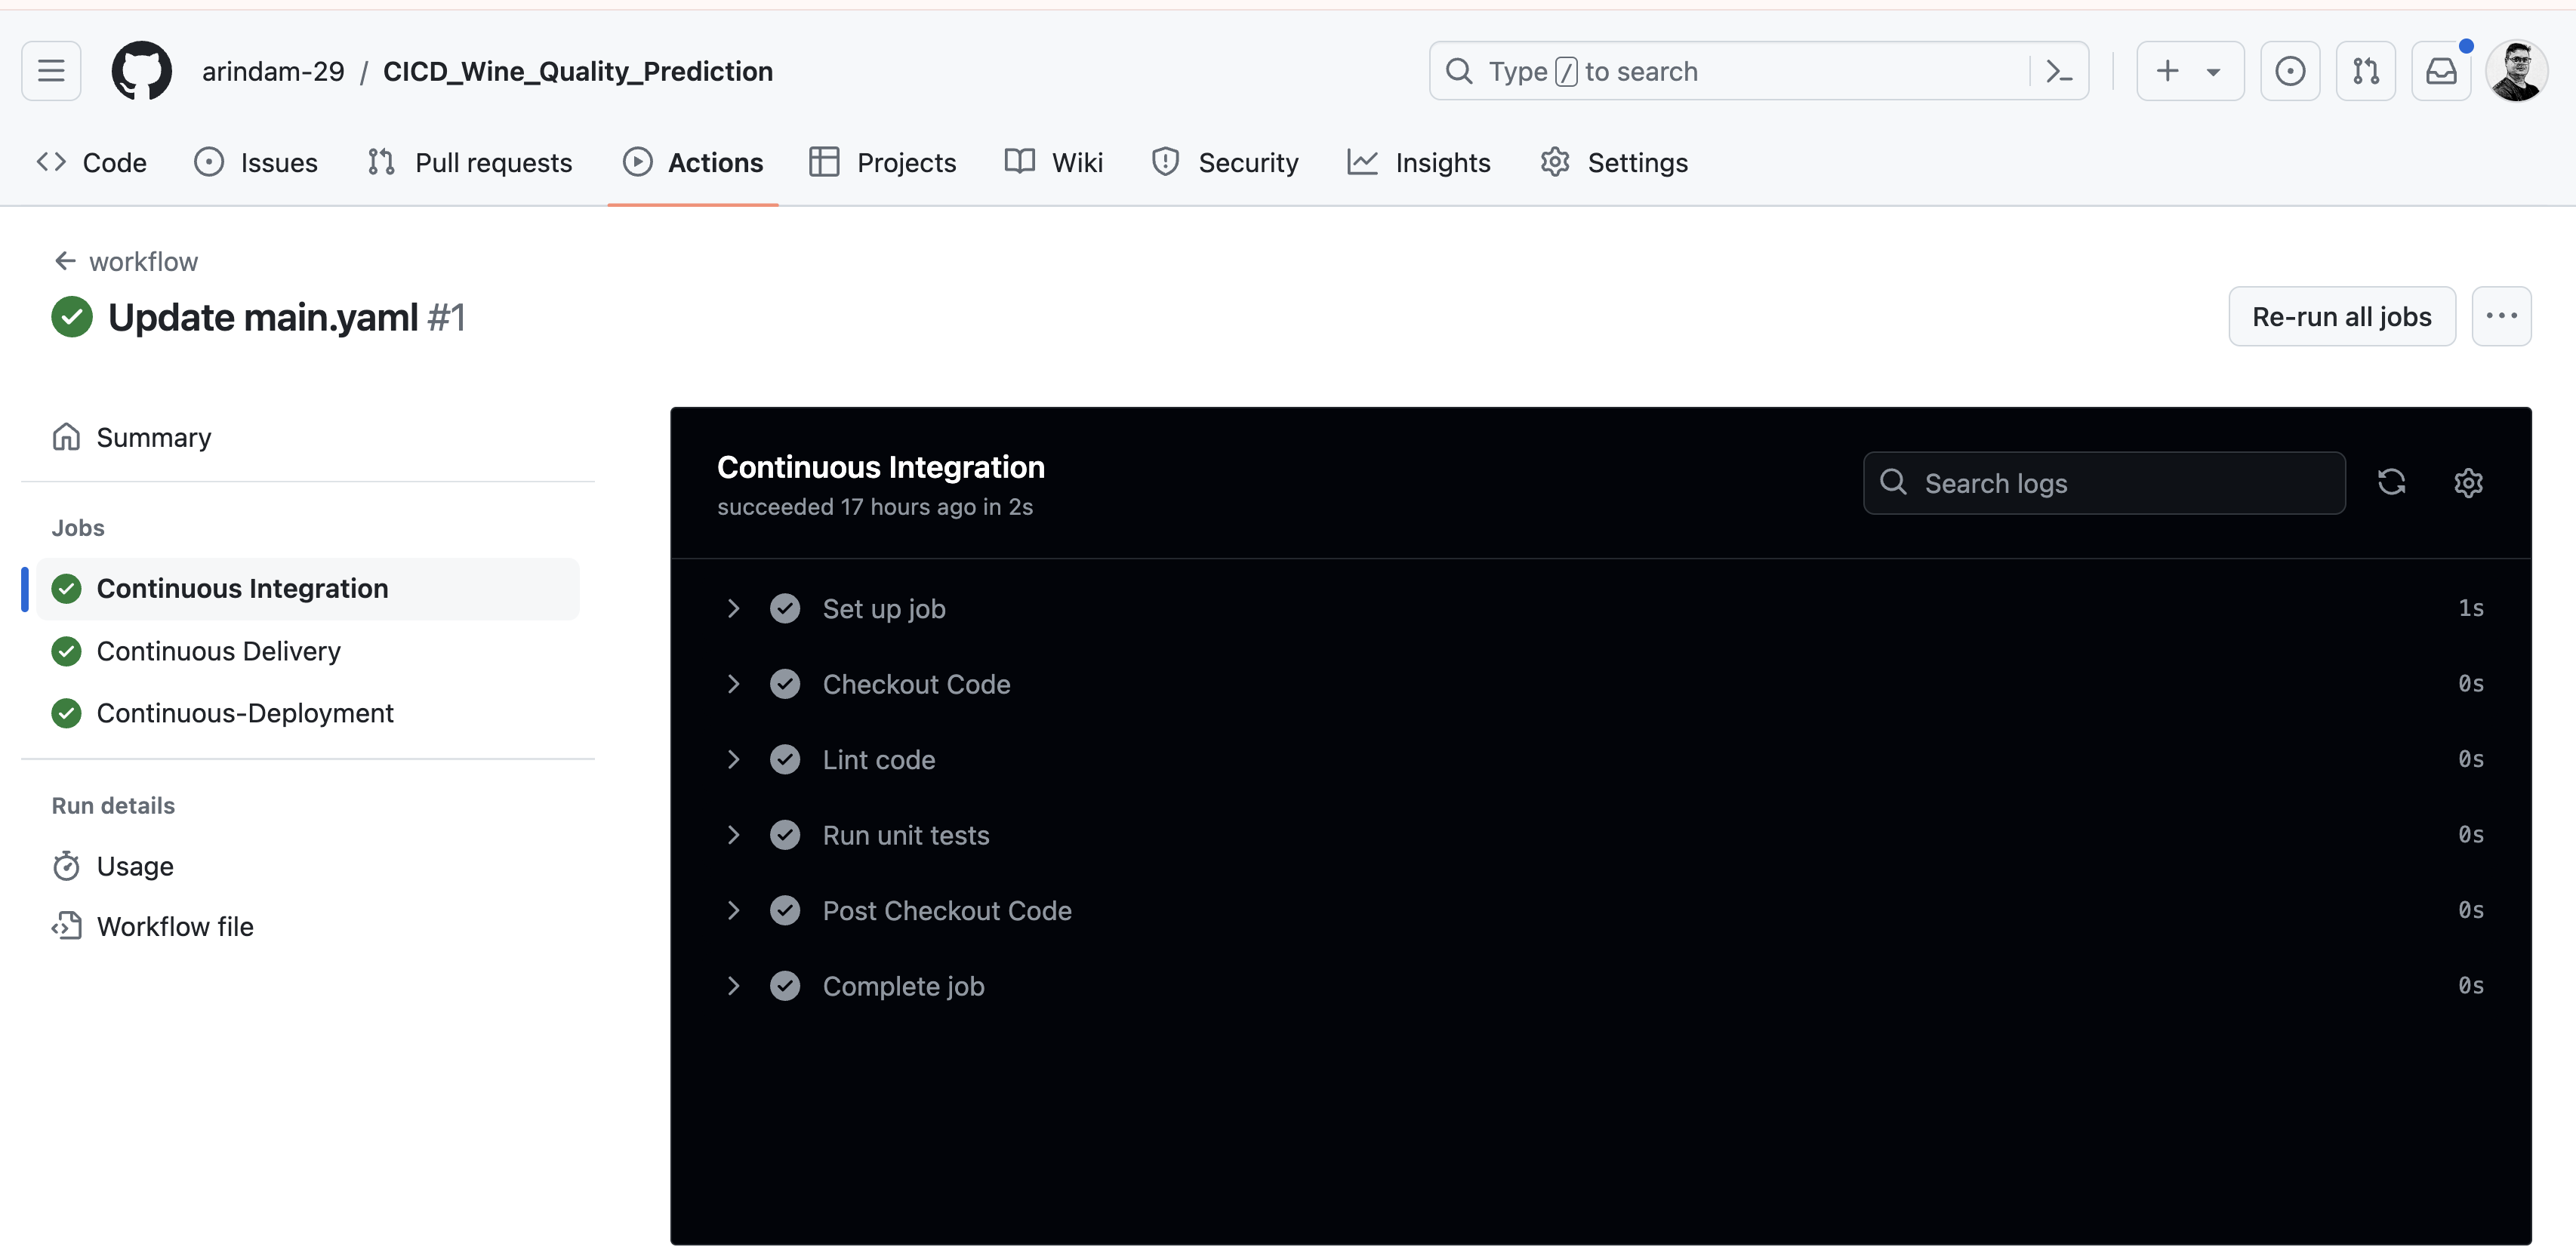 arindam-29 / CICD_Wine_Quality_Prediction
Type / to search
Code
Issues
Pull requests
Actions
Projects
Wiki
Security
Insights
Settings
workflow
Update main.yaml #1
Re-run all jobs
Summary
Jobs
Continuous Integration
Continuous Delivery
Continuous-Deployment
Run details
Usage
Workflow file
Continuous Integration
succeeded 17 hours ago in 2s
Search logs
Set up job 1s
Checkout Code 0s
Lint code 0s
Run unit tests 0s
Post Checkout Code 0s
Complete job 0s